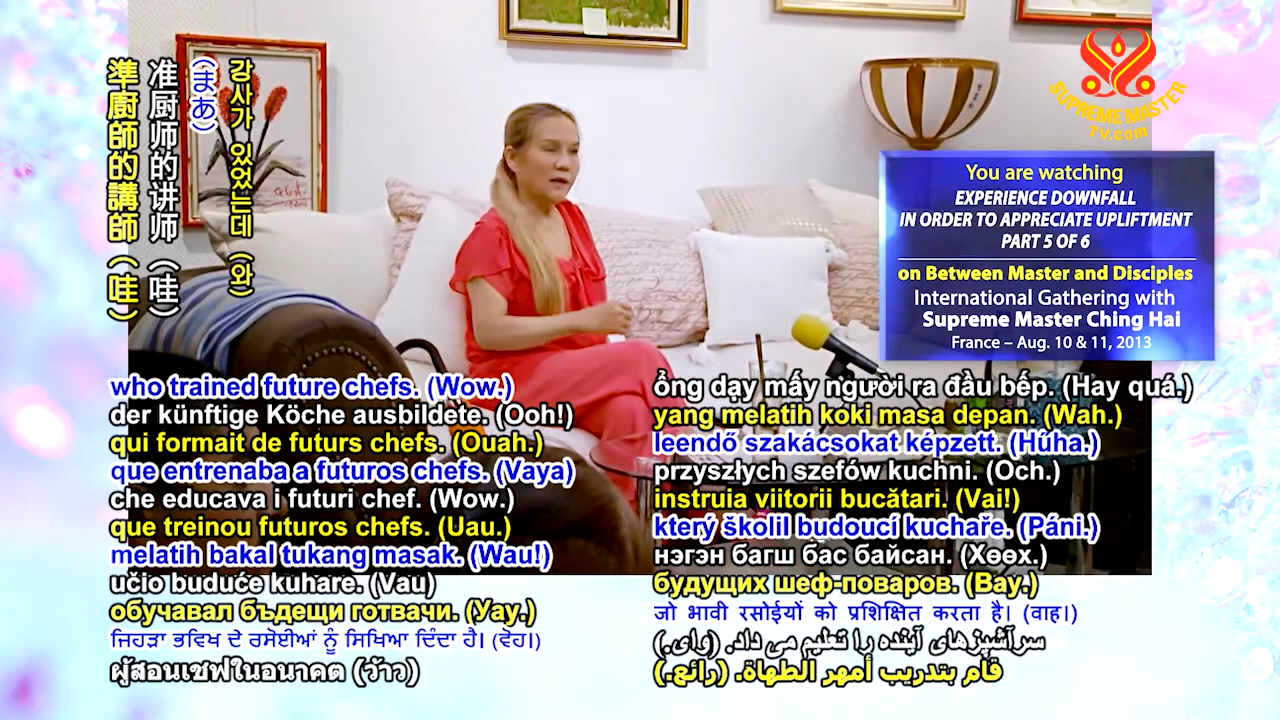 강사가 있었는데 (와)
(まあ)
准厨师的讲师 (哇)
準廚師的講師 (哇)
SUPREME MASTER
TV.com
You are watching
EXPERIENCE DOWNFALL
IN ORDER TO APPRECIATE UPLIFTMENT
PART 5 OF 6
on Between Master and Disciples
International Gathering with
Supreme Master Ching Hai
France – Aug. 10 & 11, 2013
who trained future chefs. (Wow.)
der künftige Köche ausbildete. (Ooh!)
qui formait de futurs chefs. (Ouah.)
que entrenaba a futuros chefs. (Vaya)
che educava i futuri chef. (Wow.)
que treinou futuros chefs. (Uau.)
melatih bakal tukang masak. (Wau!)
učio buduće kuhare. (Vau)
обучавал бъдещи готвачи. (Уау.)
ਜਿਹੜਾ ਭਵਿਖ ਦੇ ਰਸੋਈਆਂ ਨੂੰ ਸਿਖਿਆ ਦਿੰਦਾ ਹੈ। (ਵੋਹ।)
ผู้สอนเชฟในอนาคต (ว้าว)
ổng dạy mấy người ra đầu bếp. (Hay quá.)
yang melatih koki masa depan. (Wah.)
leendő szakácsokat képzett. (Húha.)
przyszłych szefów kuchni. (Och.)
instruia viitorii bucătari. (Vai!)
který školil budoucí kuchaře. (Páni.)
нэгэн багш бас байсан. (Хөөх.)
будущих шеф-поваров. (Вау.)
जो भावी रसोईयों को प्रशिक्षित करता है। (वाह।)
سرآشپزهای آینده را تعلیم می داد. (وای.)
قام بتدريب أمهر الطهاة. (رائع.)